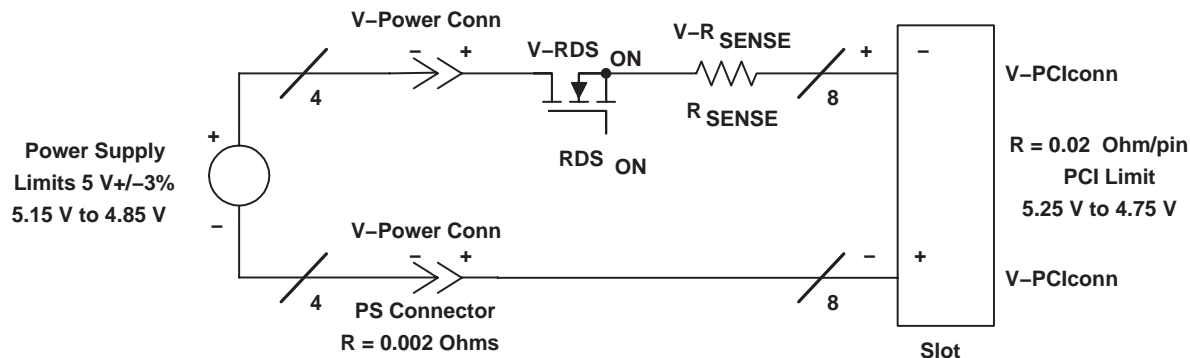 V–Power Conn
– +
V–RDS ON
V–R SENSE
+ –
4
8
V–PCIconn
R SENSE
RDS ON
+
Power Supply
Limits 5 V+/–3%
5.15 V to 4.85 V
–
R = 0.02 Ohm/pin
PCI Limit
5.25 V to 4.75 V
V–Power Conn
– +
– +
4
8
V–PCIconn
PS Connector
R = 0.002 Ohms
Slot